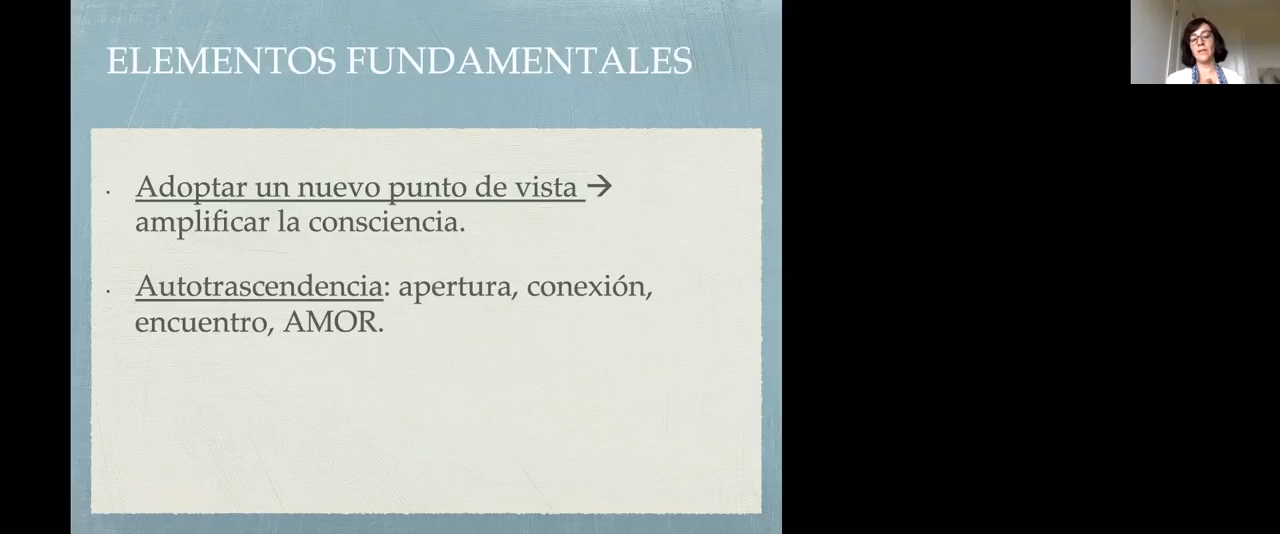 ELEMENTOS FUNDAMENTALES
· Adoptar un nuevo punto de vista →
amplificar la consciencia.
· Autotrascendencia: apertura, conexión,
encuentro, AMOR.